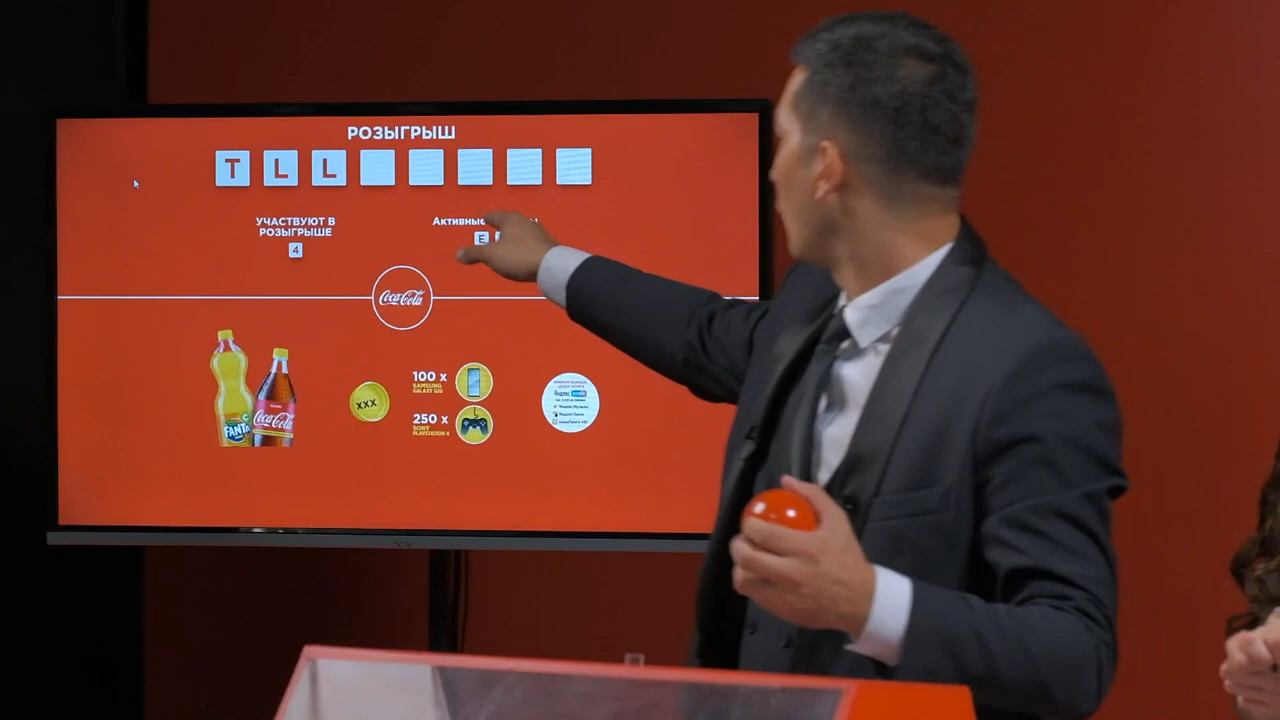 РОЗЫГРЫШ
T L L
УЧАСТВУЮТ В
РОЗЫГРЫШЕ
4
Активные
E
Coca-Cola
100 x
SAMSUNG
GALAXY S20
250 x
SONY
PLAYSTATION 4
XXX
FANTA
Coca-Cola
Яндекс